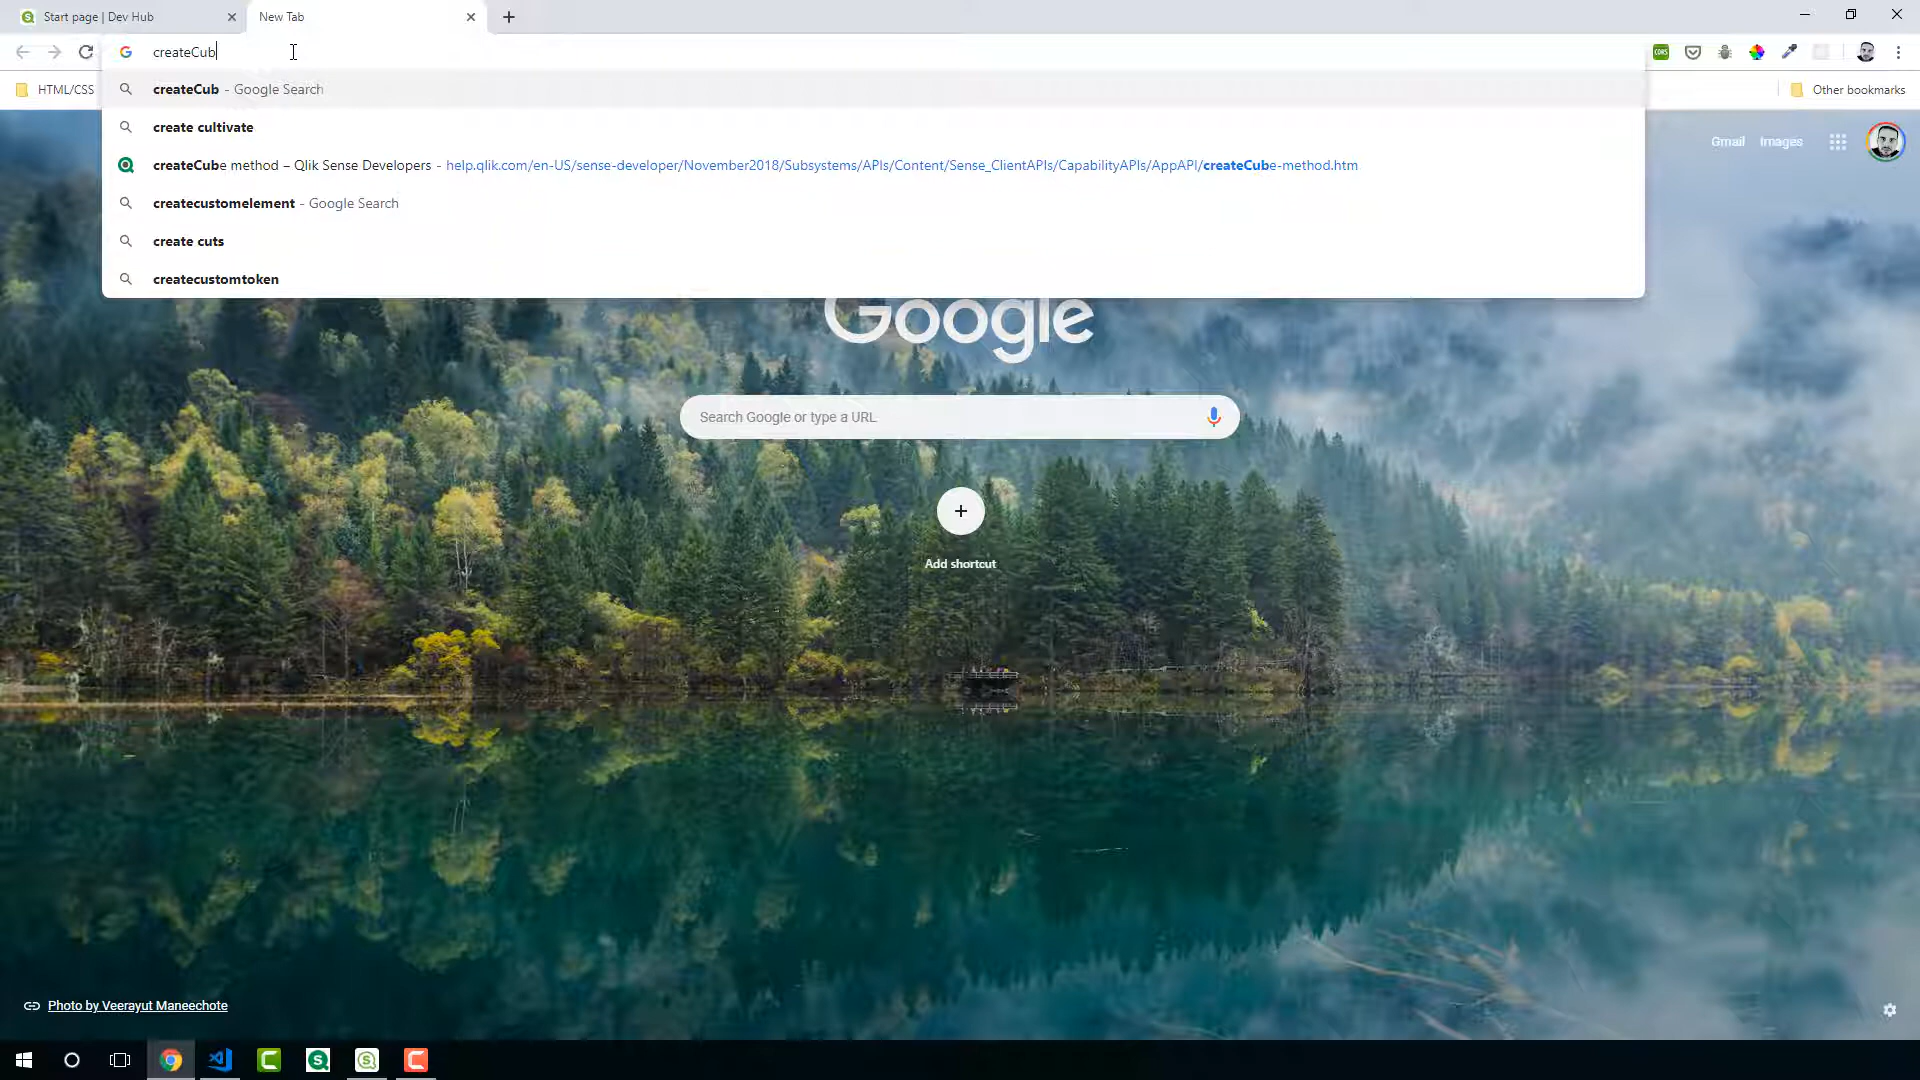 Start page | Dev Hub
New Tab
createCub
HTML/CSS
Other bookmarks
createCub - Google Search
create cultivate
createCube method – Qlik Sense Developers - help.qlik.com/en-US/sense-developer/November2018/Subsystems/APIs/Content/Sense_ClientAPIs/CapabilityAPIs/AppAPI/createCube-method.htm
createcustomelement - Google Search
create cuts
createcustomtoken
Gmail Images
Google
Search Google or type a URL
Add shortcut
Photo by Veerayut Maneechote